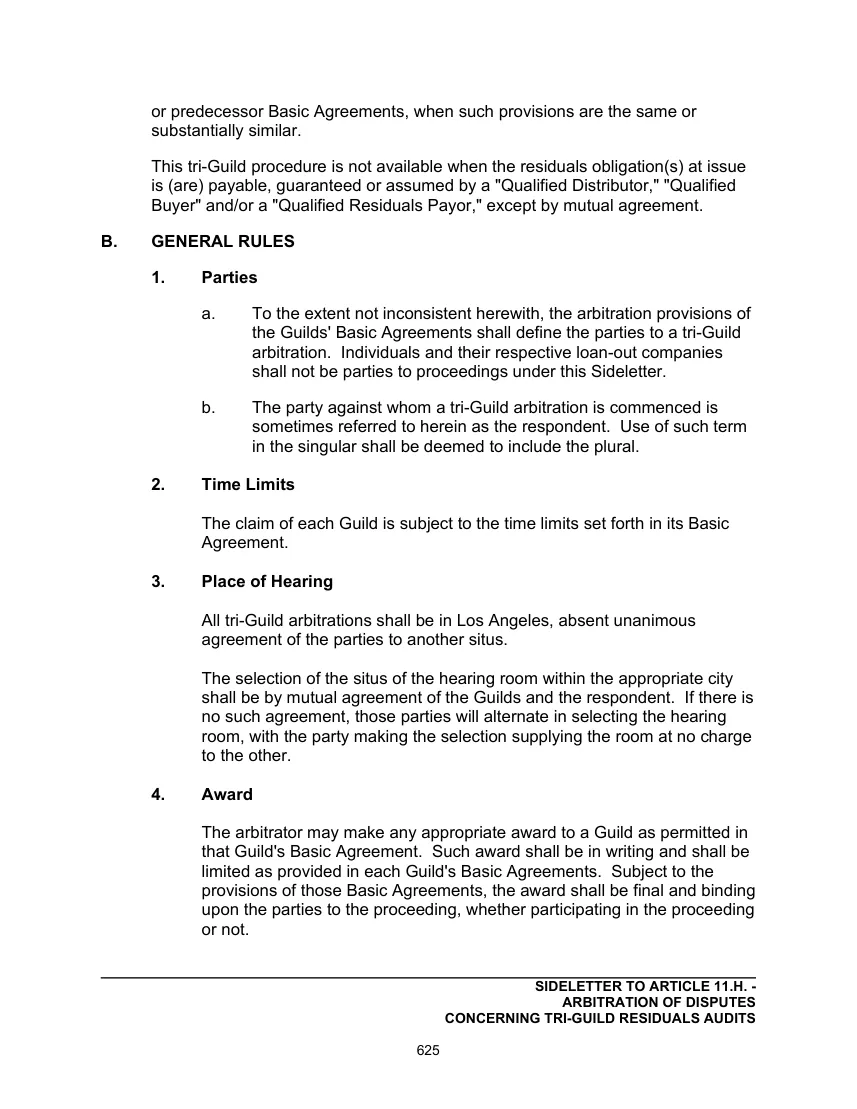 or predecessor Basic Agreements, when such provisions are the same or
substantially similar.
This tri-Guild procedure is not available when the residuals obligation(s) at issue
is (are) payable, guaranteed or assumed by a "Qualified Distributor," "Qualified
Buyer" and/or a "Qualified Residuals Payor," except by mutual agreement.
B. GENERAL RULES
1. Parties
a. To the extent not inconsistent herewith, the arbitration provisions of
the Guilds' Basic Agreements shall define the parties to a tri-Guild
arbitration. Individuals and their respective loan-out companies
shall not be parties to proceedings under this Sideletter.
b. The party against whom a tri-Guild arbitration is commenced is
sometimes referred to herein as the respondent. Use of such term
in the singular shall be deemed to include the plural.
2. Time Limits
The claim of each Guild is subject to the time limits set forth in its Basic
Agreement.
3. Place of Hearing
All tri-Guild arbitrations shall be in Los Angeles, absent unanimous
agreement of the parties to another situs.
The selection of the situs of the hearing room within the appropriate city
shall be by mutual agreement of the Guilds and the respondent. If there is
no such agreement, those parties will alternate in selecting the hearing
room, with the party making the selection supplying the room at no charge
to the other.
4. Award
The arbitrator may make any appropriate award to a Guild as permitted in
that Guild's Basic Agreement. Such award shall be in writing and shall be
limited as provided in each Guild's Basic Agreements. Subject to the
provisions of those Basic Agreements, the award shall be final and binding
upon the parties to the proceeding, whether participating in the proceeding
or not.
SIDELETTER TO ARTICLE 11.H. -
ARBITRATION OF DISPUTES
CONCERNING TRI-GUILD RESIDUALS AUDITS
625